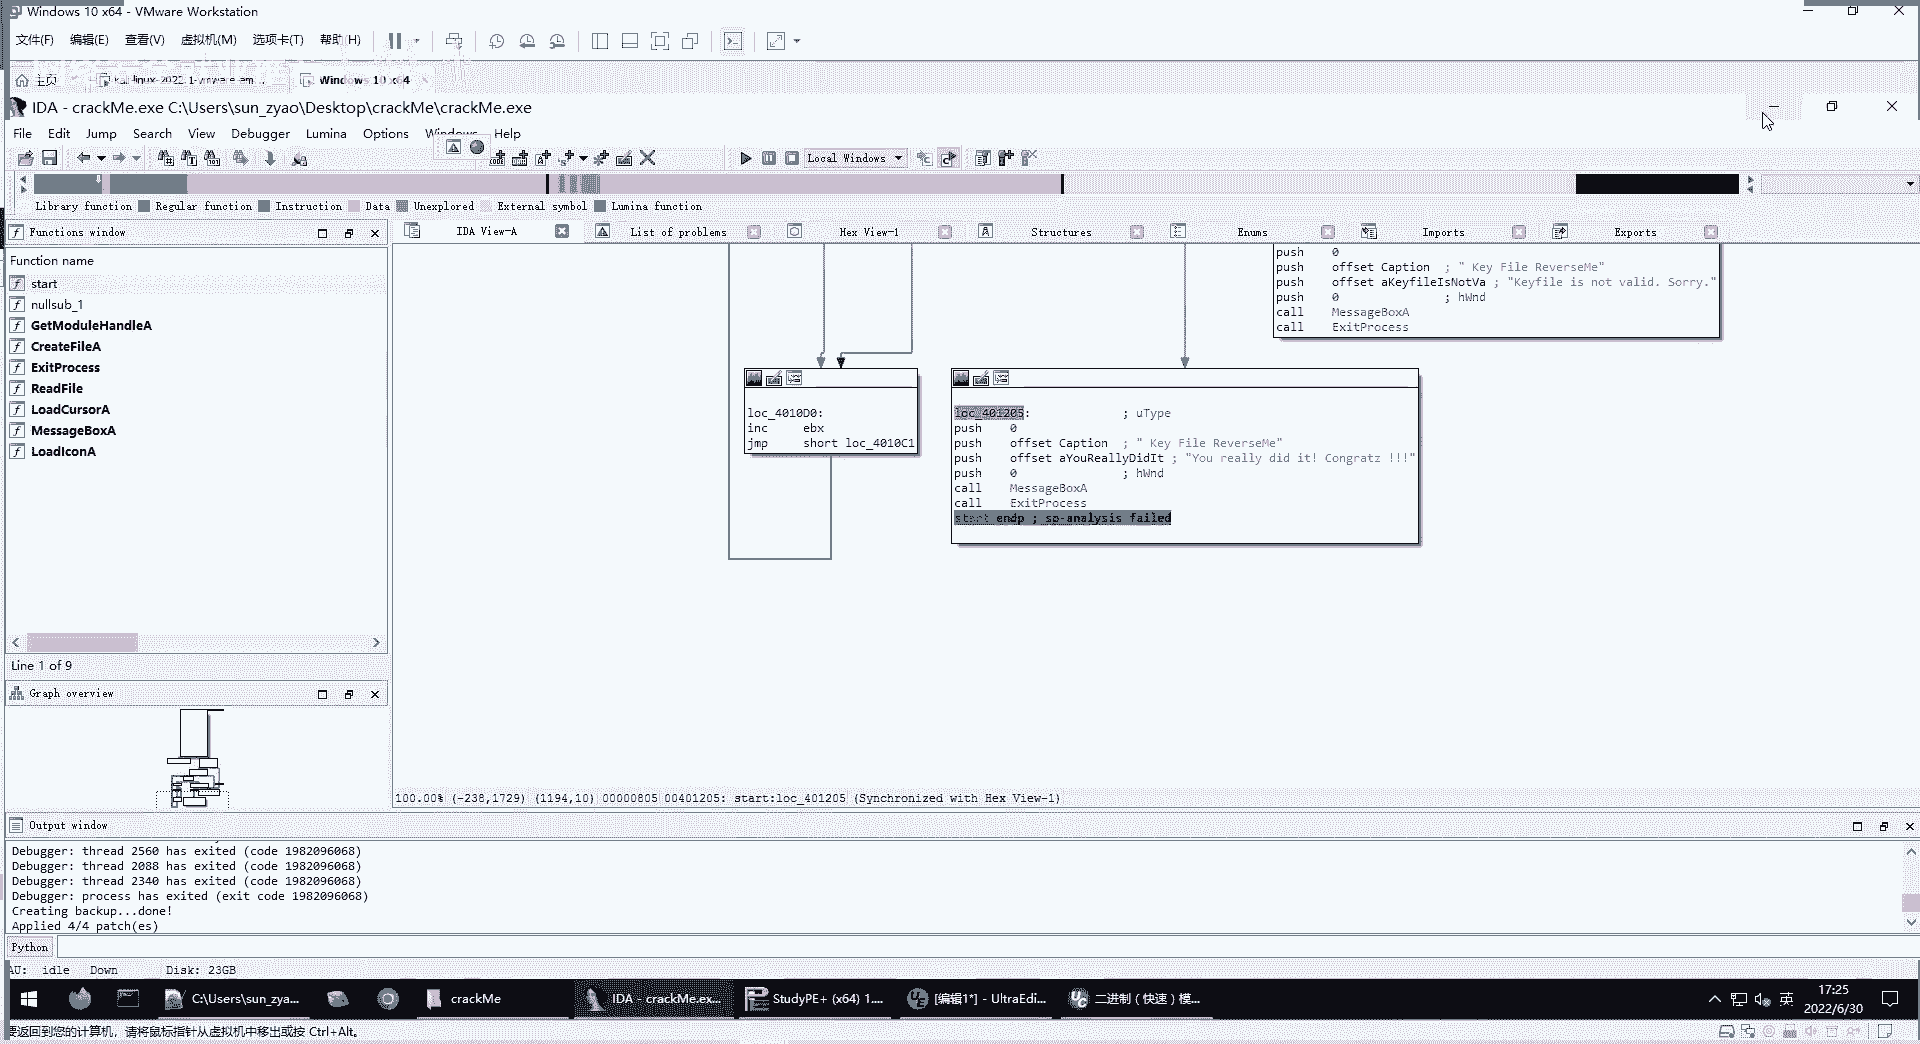 Windows 10 x64 - VMware Workstation
文件(F) 编辑(E) 查看(V) 虚拟机(M) 选项卡(T) 帮助(H)
主页 Windows 10 x64
IDA - crackMe.exe C:\Users\sun_zyao\Desktop\crackMe\crackMe.exe
File Edit Jump Search View Debugger Lumina Options Windows Help
Local Windows
Library function Regular function Instruction Data Unexplored External symbol Lumina function
Functions window
IDA View-A List of problems Hex View-1 Structures Enums Imports Exports
Function name
start
nullsub_1
GetModuleHandleA
CreateFileA
ExitProcess
ReadFile
LoadCursorA
MessageBoxA
LoadIconA
Line 1 of 9
Graph overview
push 0
push offset Caption ; " Key File ReverseMe"
push offset aKeyfileIsNotVa ; "Keyfile is not valid. Sorry."
push 0 ; hWnd
call MessageBoxA
call ExitProcess
loc_4010D0:
inc ebx
jmp short loc_4010C1
loc_401205: ; uType
push 0
push offset Caption ; " Key File ReverseMe"
push offset aYouReallyDidIt ; "You really did it! Congratz !!!"
push 0 ; hWnd
call MessageBoxA
call ExitProcess
start endp ; sp-analysis failed
100.00% (-238,1729) (1194,10) 00000805 00401205: start:loc_401205 (Synchronized with Hex View-1)
Output window
Debugger: thread 2560 has exited (code 1982096068)
Debugger: thread 2088 has exited (code 1982096068)
Debugger: thread 2340 has exited (code 1982096068)
Debugger: process has exited (exit code 1982096068)
Creating backup...done!
Applied 4/4 patch(es)
Python
AU: idle Down Disk: 23GB
C:\Users\sun_zya... crackMe IDA - crackMe.ex... StudyPE+ (x64) 1.... [编辑1*] - UltraEdi... 二进制（快速）模... 英
17:25
2022/6/30
要返回到您的计算机，请将鼠标指针从虚拟机中移出或按 Ctrl+Alt。